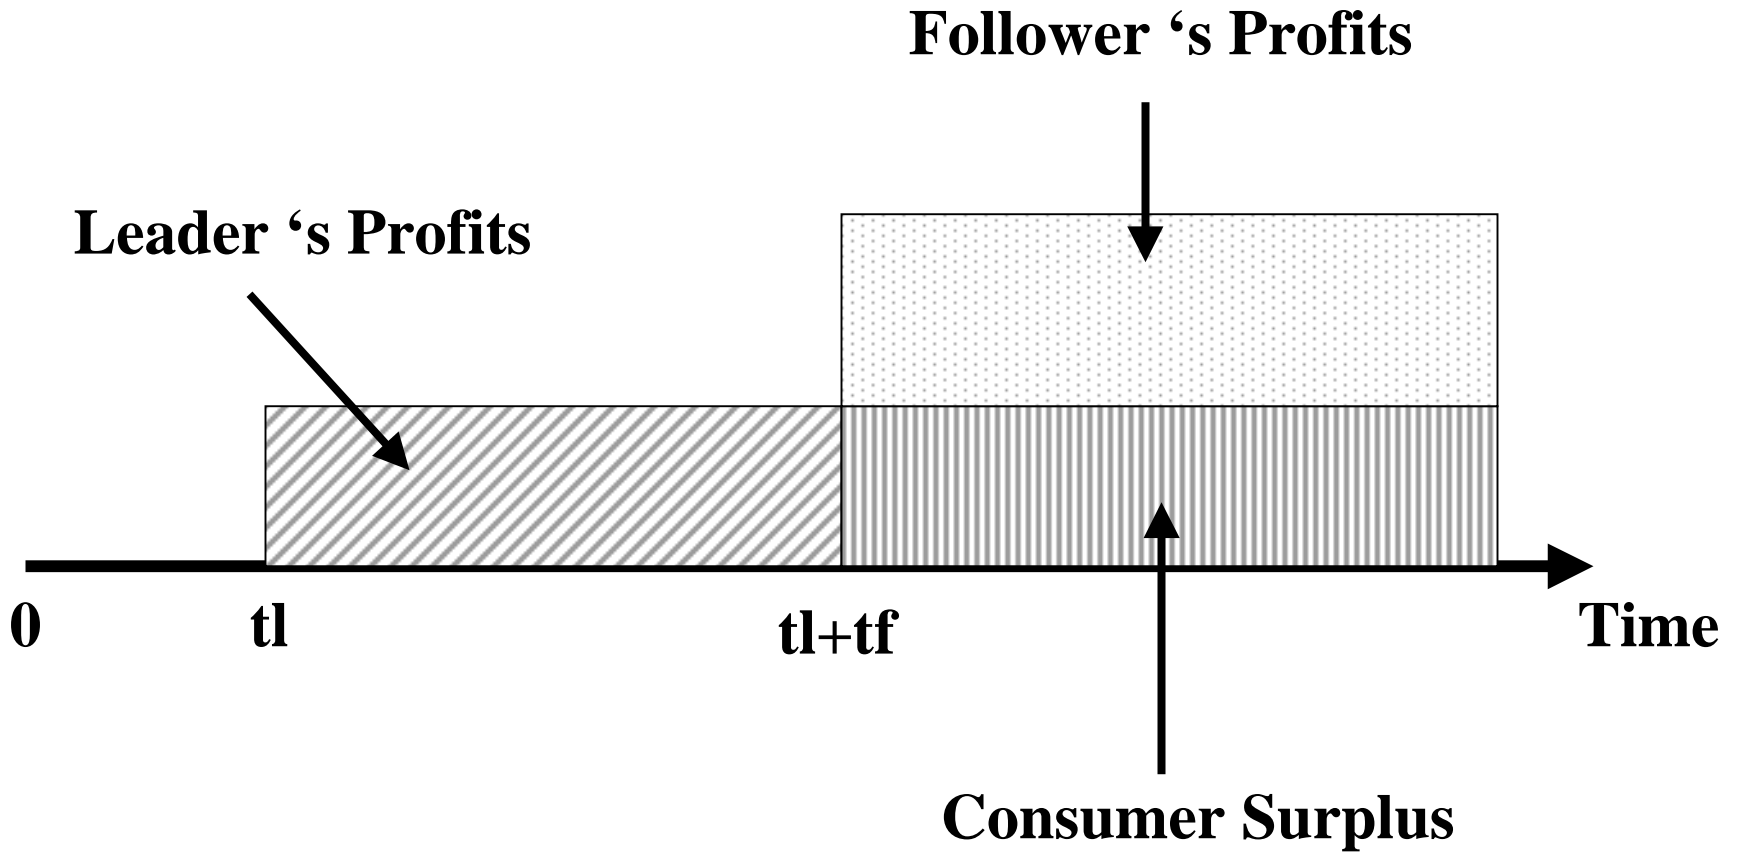 Follower ‘s Profits
Leader ‘s Profits
0
tl
tl+tf
Time
Consumer Surplus